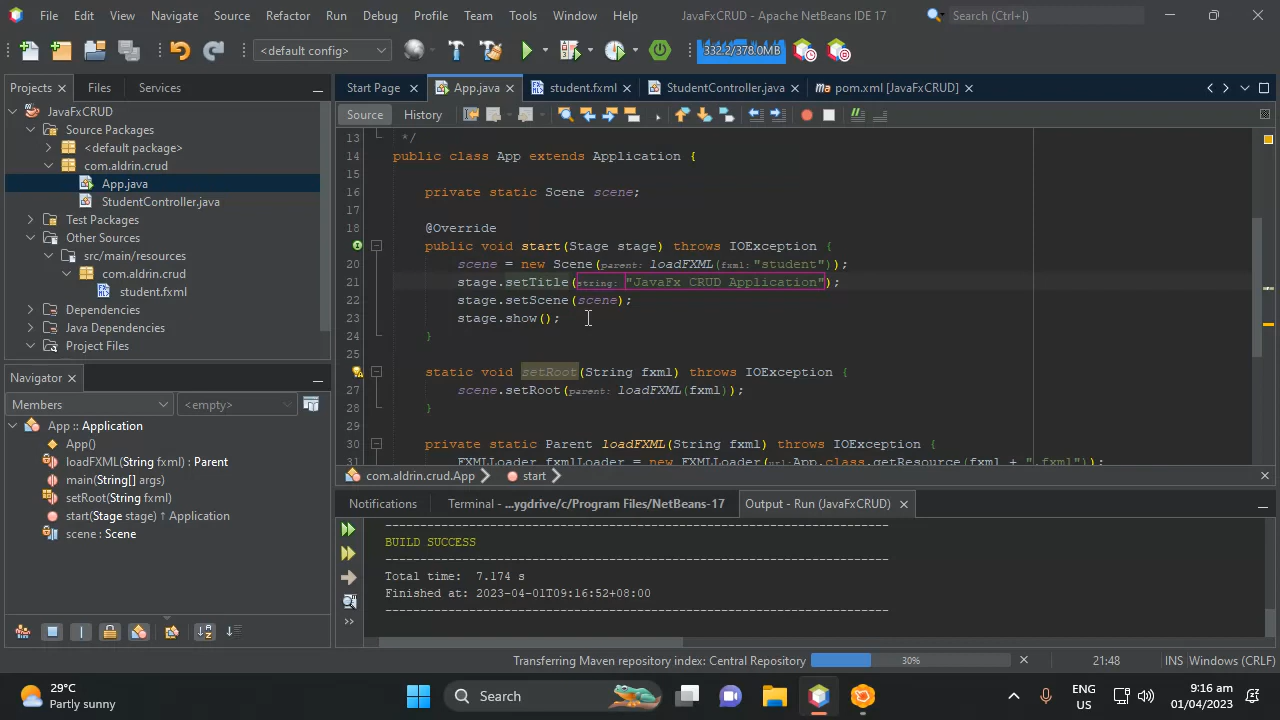 File Edit View Navigate Source Refactor Run Debug Profile Team Tools Window Help JavaFxCRUD - Apache NetBeans IDE 17 Search (Ctrl+I)
<default config> 332.2/378.0MB
Projects Files Services
Start Page App.java student.fxml StudentController.java pom.xml [JavaFxCRUD]
Source History
JavaFxCRUD
Source Packages
<default package>
com.aldrin.crud
App.java
StudentController.java
Test Packages
Other Sources
src/main/resources
com.aldrin.crud
student.fxml
Dependencies
Java Dependencies
Project Files
13 */
14 public class App extends Application {
15
16 private static Scene scene;
17
18 @Override
public void start(Stage stage) throws IOException {
20 scene = new Scene(parent: loadFXML(fxml: "student"));
21 stage.setTitle(string: "JavaFx CRUD Application");
22 stage.setScene(scene);
23 stage.show();
24 }
25
static void setRoot(String fxml) throws IOException {
27 scene.setRoot(parent: loadFXML(fxml));
28 }
30 private static Parent loadFXML(String fxml) throws IOException {
31 FXMLLoader fxmlLoader = new FXMLLoader(url: App.class.getResource(fxml + ".fxml"));
com.aldrin.crud.App start
Navigator
Members <empty>
App :: Application
App()
loadFXML(String fxml) : Parent
main(String[] args)
setRoot(String fxml)
start(Stage stage) ↑ Application
scene : Scene
Notifications Terminal - ...ygdrive/c/Program Files/NetBeans-17 Output - Run (JavaFxCRUD)
------------------------------------------------------------------------
BUILD SUCCESS
------------------------------------------------------------------------
Total time: 7.174 s
Finished at: 2023-04-01T09:16:52+08:00
------------------------------------------------------------------------
Transferring Maven repository index: Central Repository 30% 21:48 INS Windows (CRLF)
29°C
Partly sunny
Search
ENG
US
9:16 am
01/04/2023